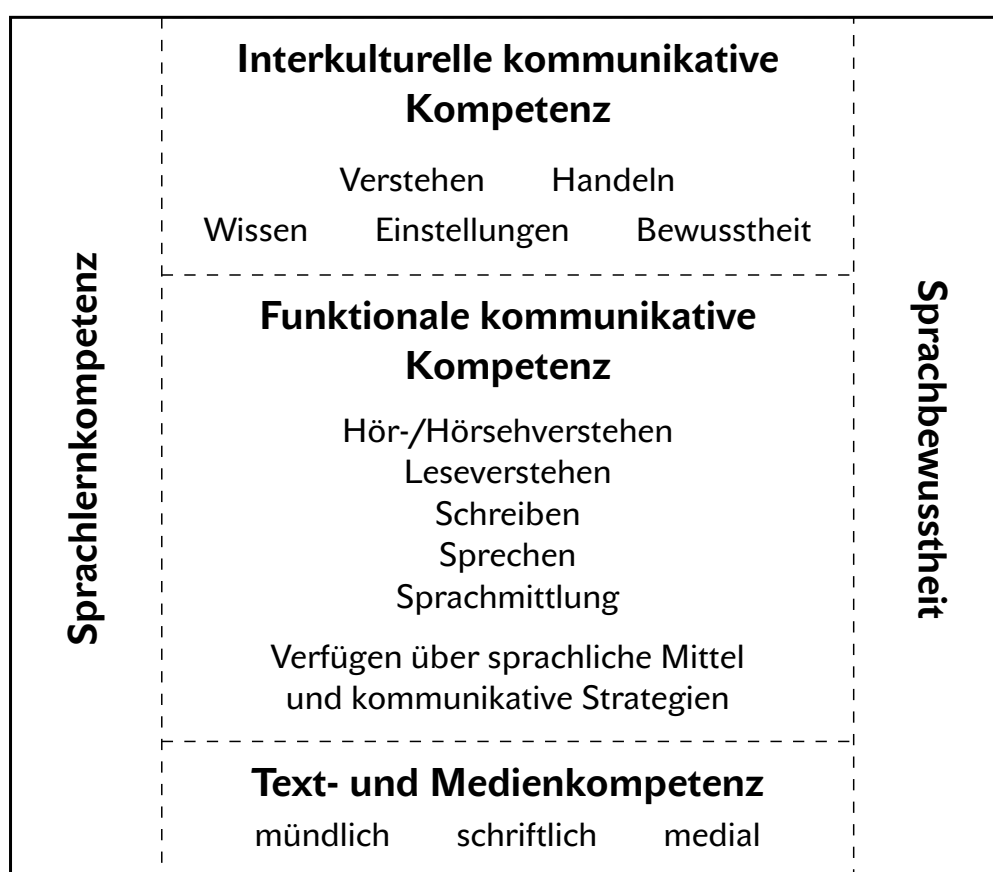 Sprachlernkompetenz
Interkulturelle kommunikative
Kompetenz
Verstehen Handeln
Wissen Einstellungen Bewusstheit
Funktionale kommunikative
Kompetenz
Hör-/Hörsehverstehen
Leseverstehen
Schreiben
Sprechen
Sprachmittlung
Verfügen über sprachliche Mittel
und kommunikative Strategien
Text- und Medienkompetenz
mündlich schriftlich medial
Sprachbewusstheit